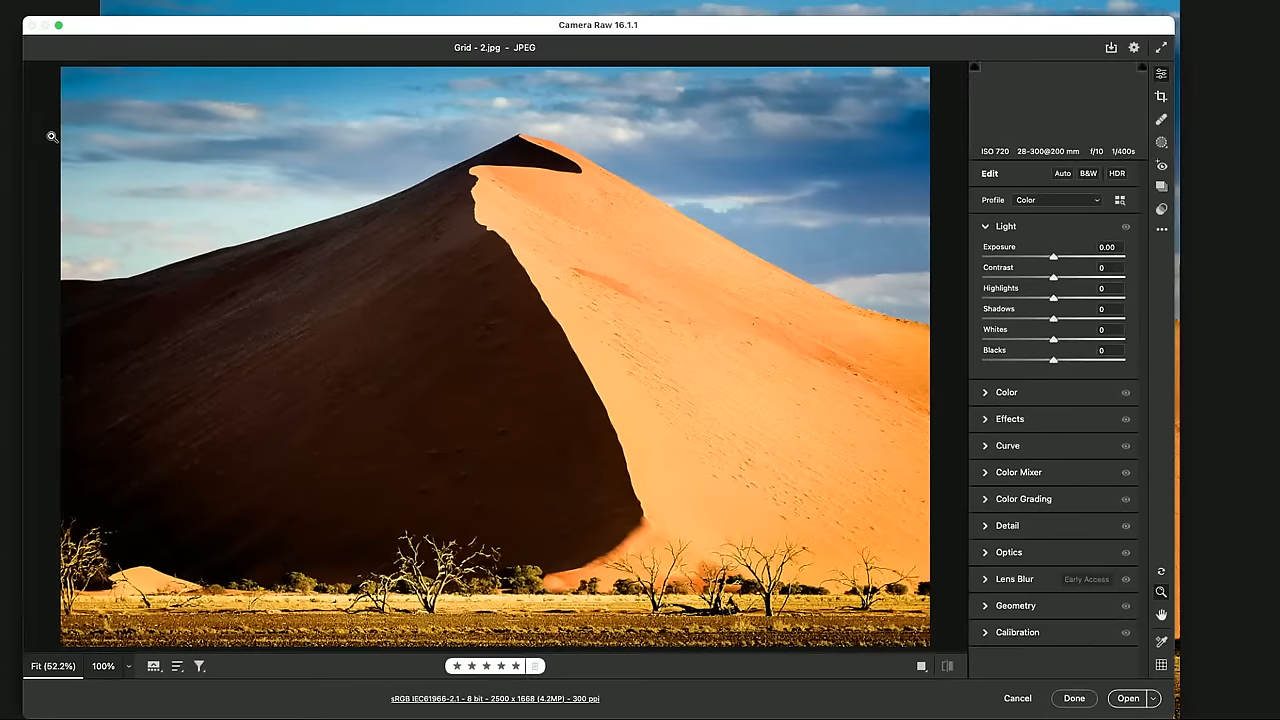 Camera Raw 16.1.1
Grid - 2.jpg - JPEG
ISO 720 28-300@200 mm f/10 1/400s
Edit Auto B&W HDR
Profile Color
Light
Exposure 0.00
Contrast 0
Highlights 0
Shadows 0
Whites 0
Blacks 0
Color
Effects
Curve
Color Mixer
Color Grading
Detail
Optics
Lens Blur Early Access
Geometry
Calibration
Fit (52.2%) 100%
sRGB IEC61966-2.1 - 8 bit - 2500 x 1668 (4.2MP) - 300 ppi
Cancel Done Open